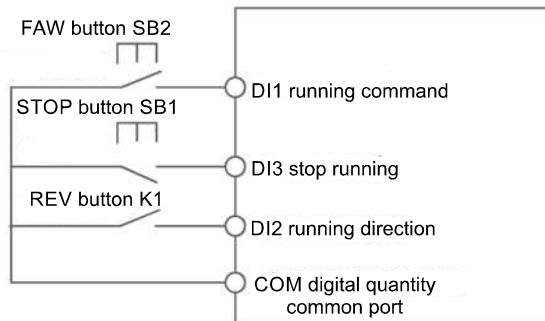 FAW button SB2
DI1 running command
STOP button SB1
DI3 stop running
REV button K1
DI2 running direction
COM digital quantity
common port